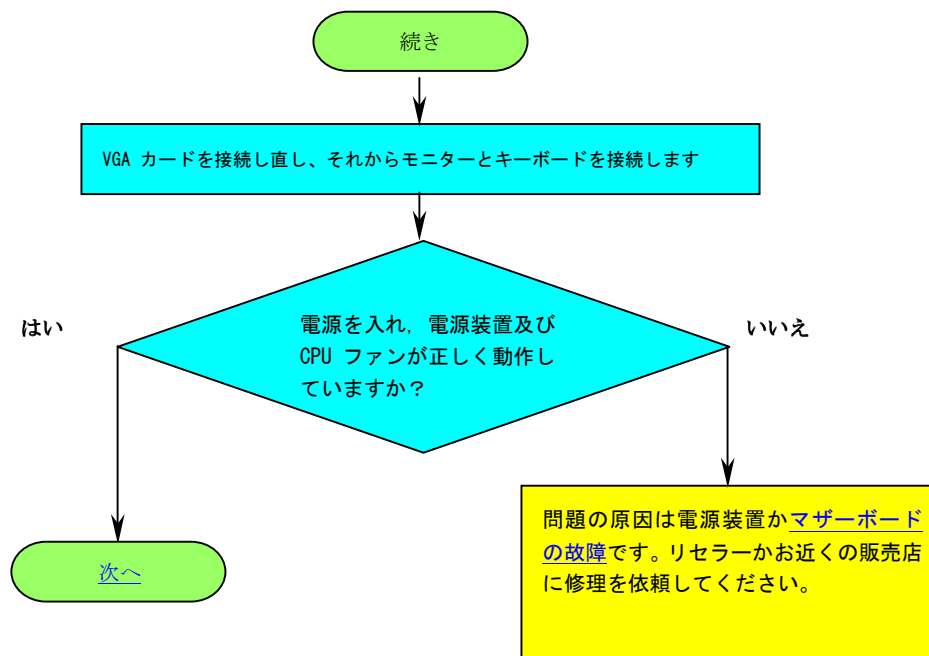 続き
VGA カードを接続し直し、それからモニターとキーボードを接続します
はい
電源を入れ, 電源装置及び
CPU ファンが正しく動作し
ていますか？
いいえ
問題の原因は電源装置かマザーボード
の故障です。リセラーかお近くの販売店
に修理を依頼してください。
次へ